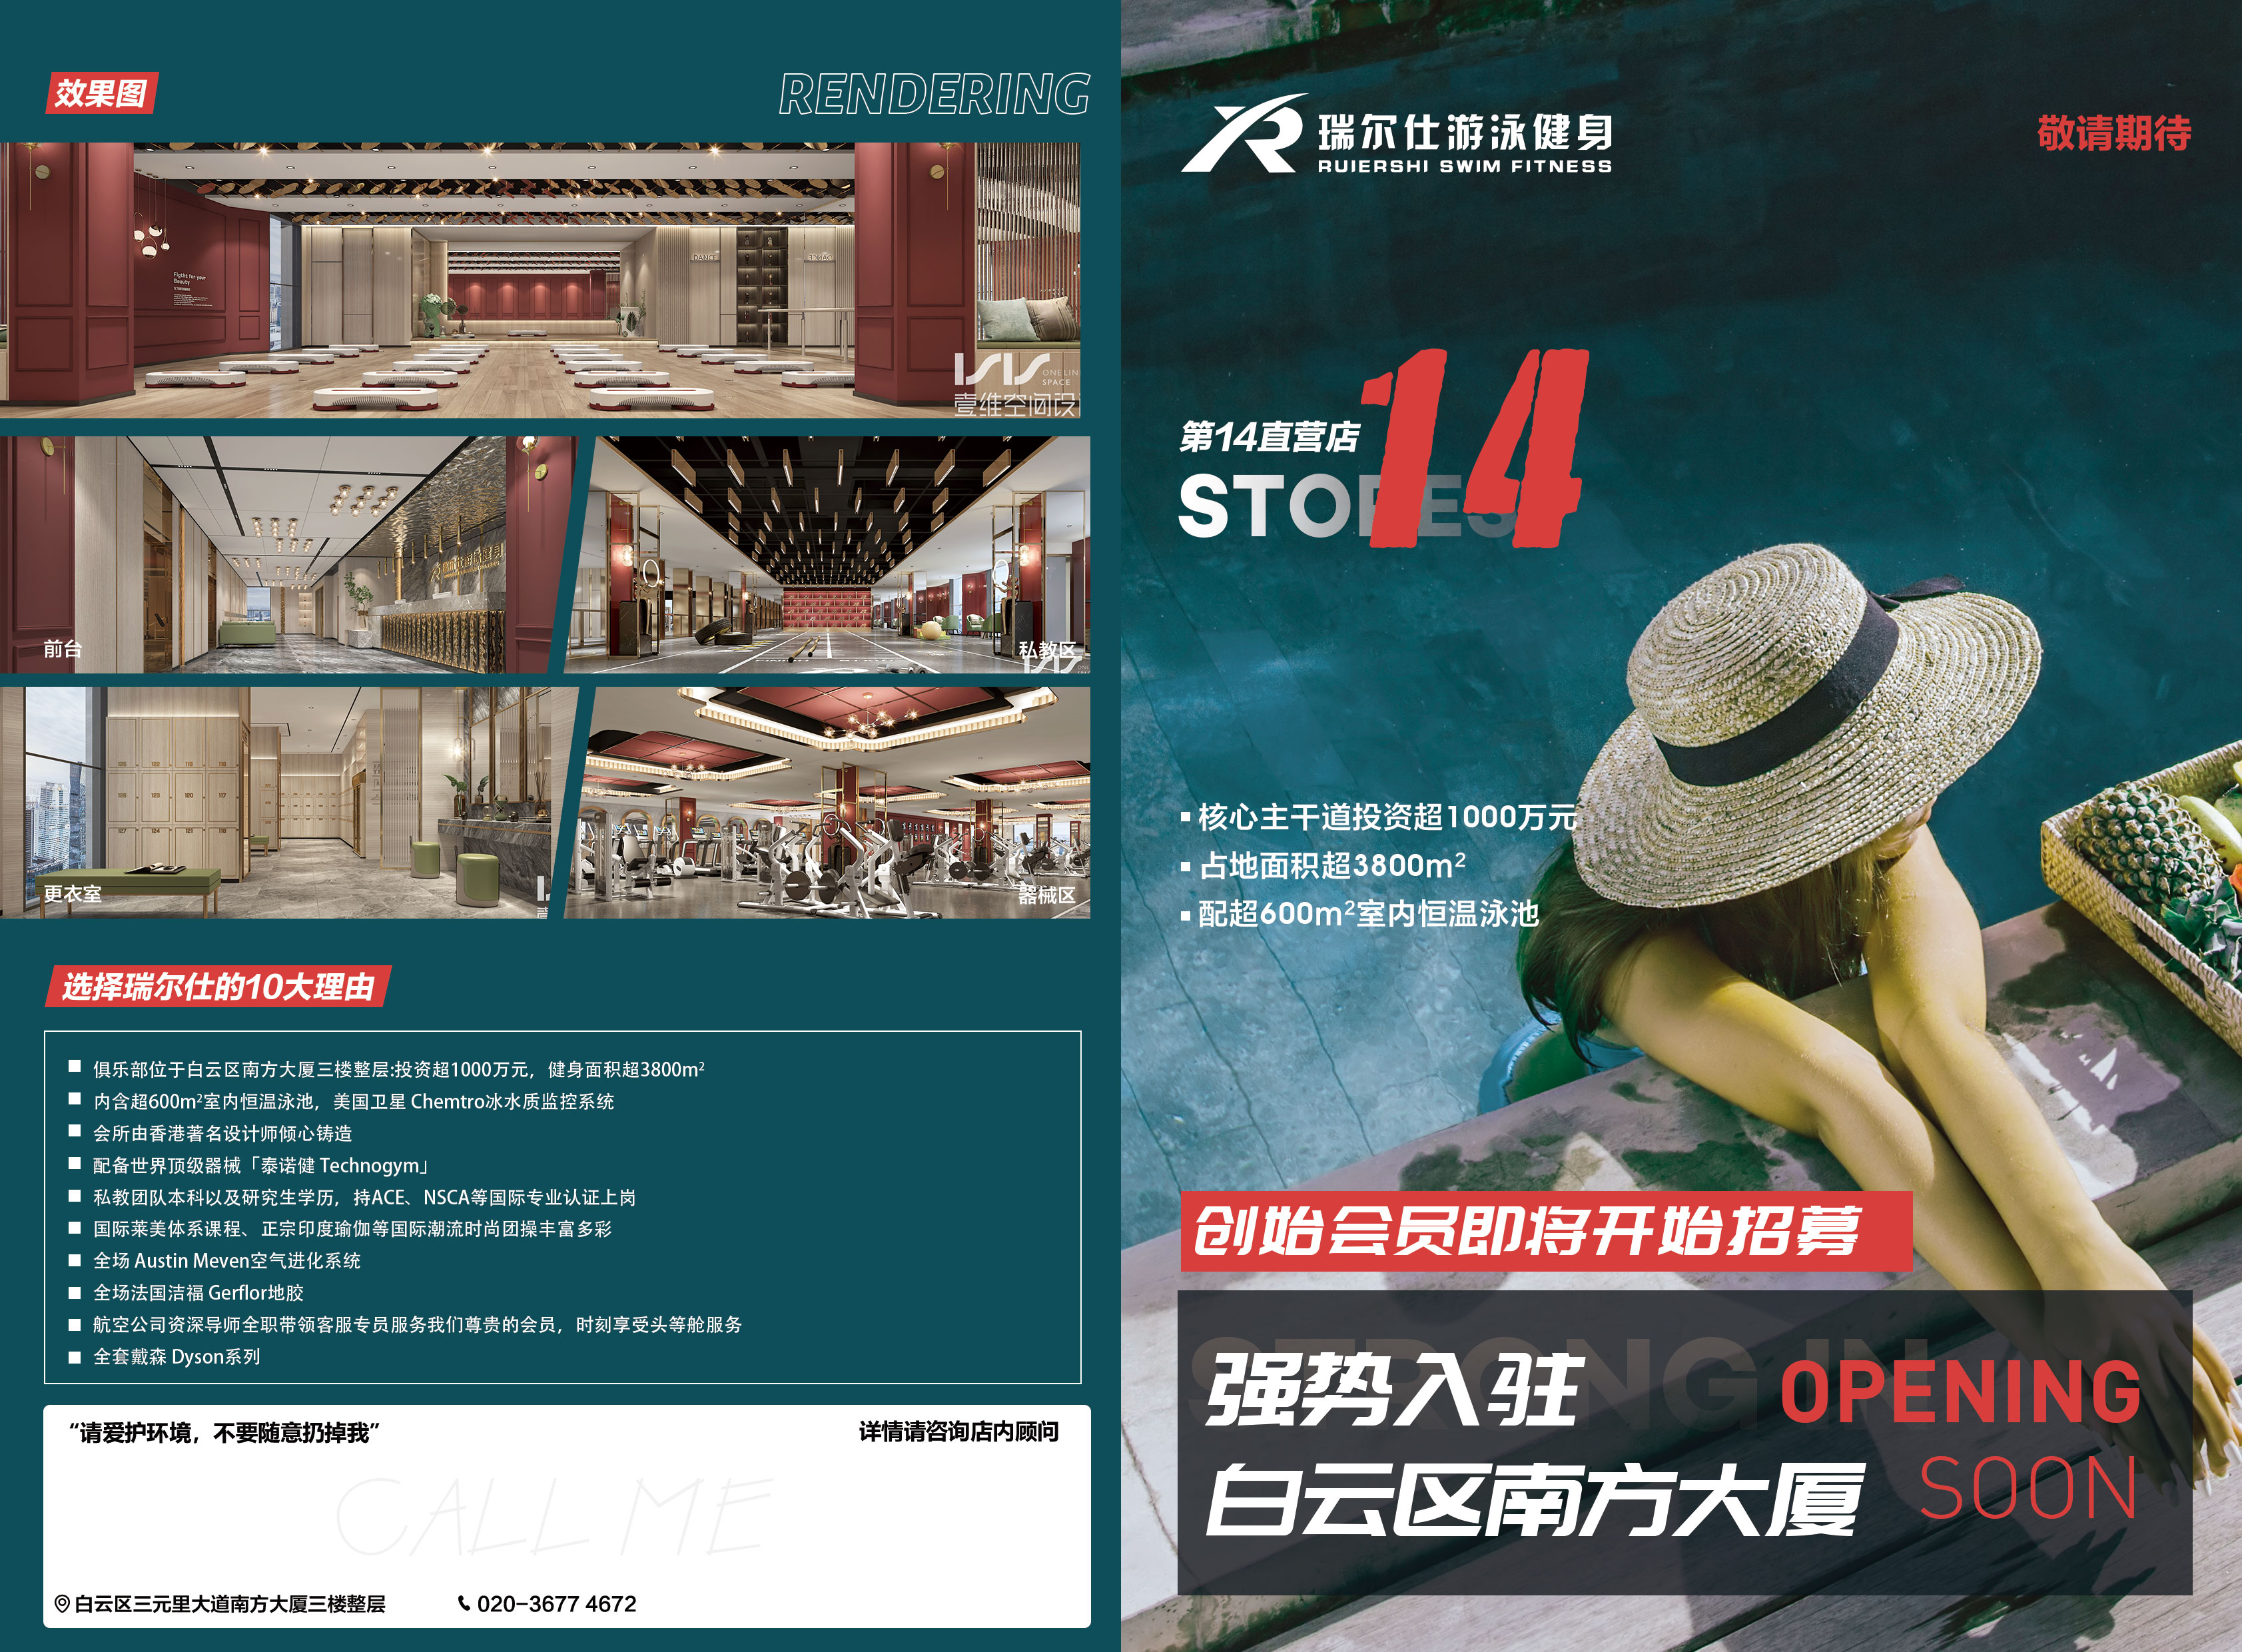 效果图
RENDERING
Fights for your
Beauty
DANCE
ISIS
ONE LINE
SPACE
壹维空间设
瑞尔仕游泳健身
前台
私教区
更衣室
器械区
选择瑞尔仕的10大理由
俱乐部位于白云区南方大厦三楼整层:投资超1000万元，健身面积超3800m²
内含超600m²室内恒温泳池，美国卫星 Chemtro冰水质监控系统
会所由香港著名设计师倾心铸造
配备世界顶级器械「泰诺健 Technogym」
私教团队本科以及研究生学历，持ACE、NSCA等国际专业认证上岗
国际莱美体系课程、正宗印度瑜伽等国际潮流时尚团操丰富多彩
全场 Austin Meven空气进化系统
全场法国洁福 Gerflor地胶
航空公司资深导师全职带领客服专员服务我们尊贵的会员，时刻享受头等舱服务
全套戴森 Dyson系列
“请爱护环境，不要随意扔掉我”
详情请咨询店内顾问
CALL ME
白云区三元里大道南方大厦三楼整层
020-3677 4672
瑞尔仕游泳健身
RUIERSHI SWIM FITNESS
敬请期待
第14直营店
14
STORES
核心主干道投资超1000万元
占地面积超3800m²
配超600m²室内恒温泳池
创始会员即将开始招募
STRONG IN
强势入驻
OPENING
白云区南方大厦
SOON